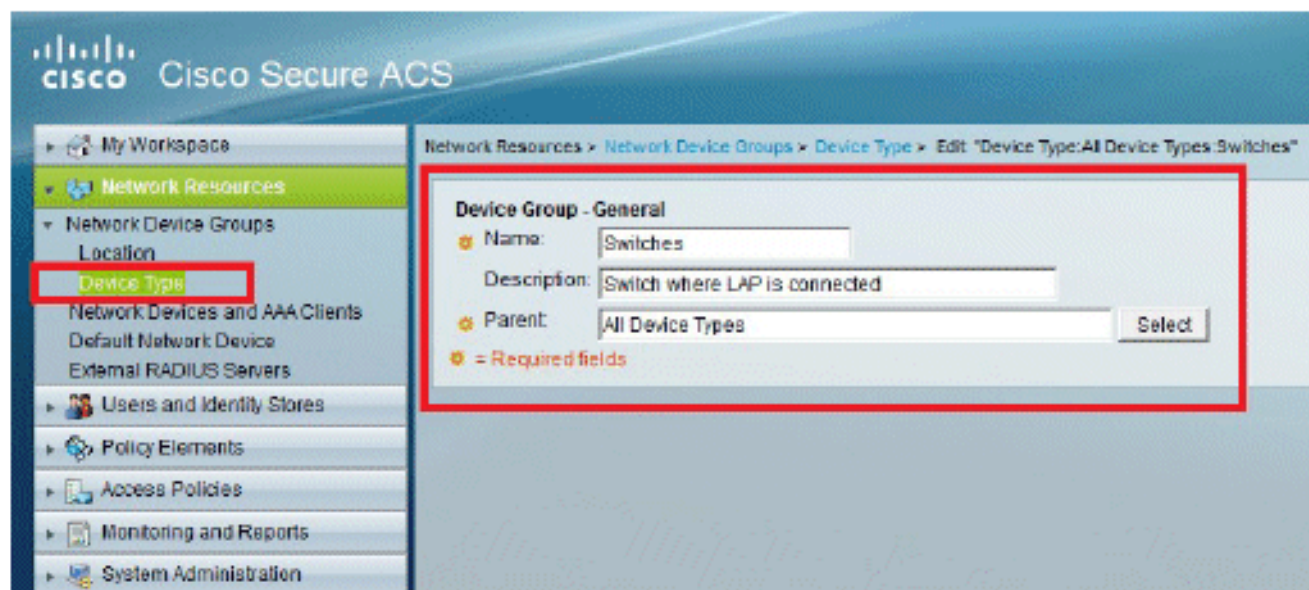 CISCO Cisco Secure ACS
My Workspace
Network Resources
Network Device Groups
Location
Device Type
Network Devices and AAA Clients
Default Network Device
External RADIUS Servers
Users and Identity Stores
Policy Elements
Access Policies
Monitoring and Reports
System Administration
Network Resources > Network Device Groups > Device Type > Edit: "Device Type:All Device Types:Switches"
Device Group - General
Name: Switches
Description: Switch where LAP is connected
Parent: All Device Types Select
= Required fields